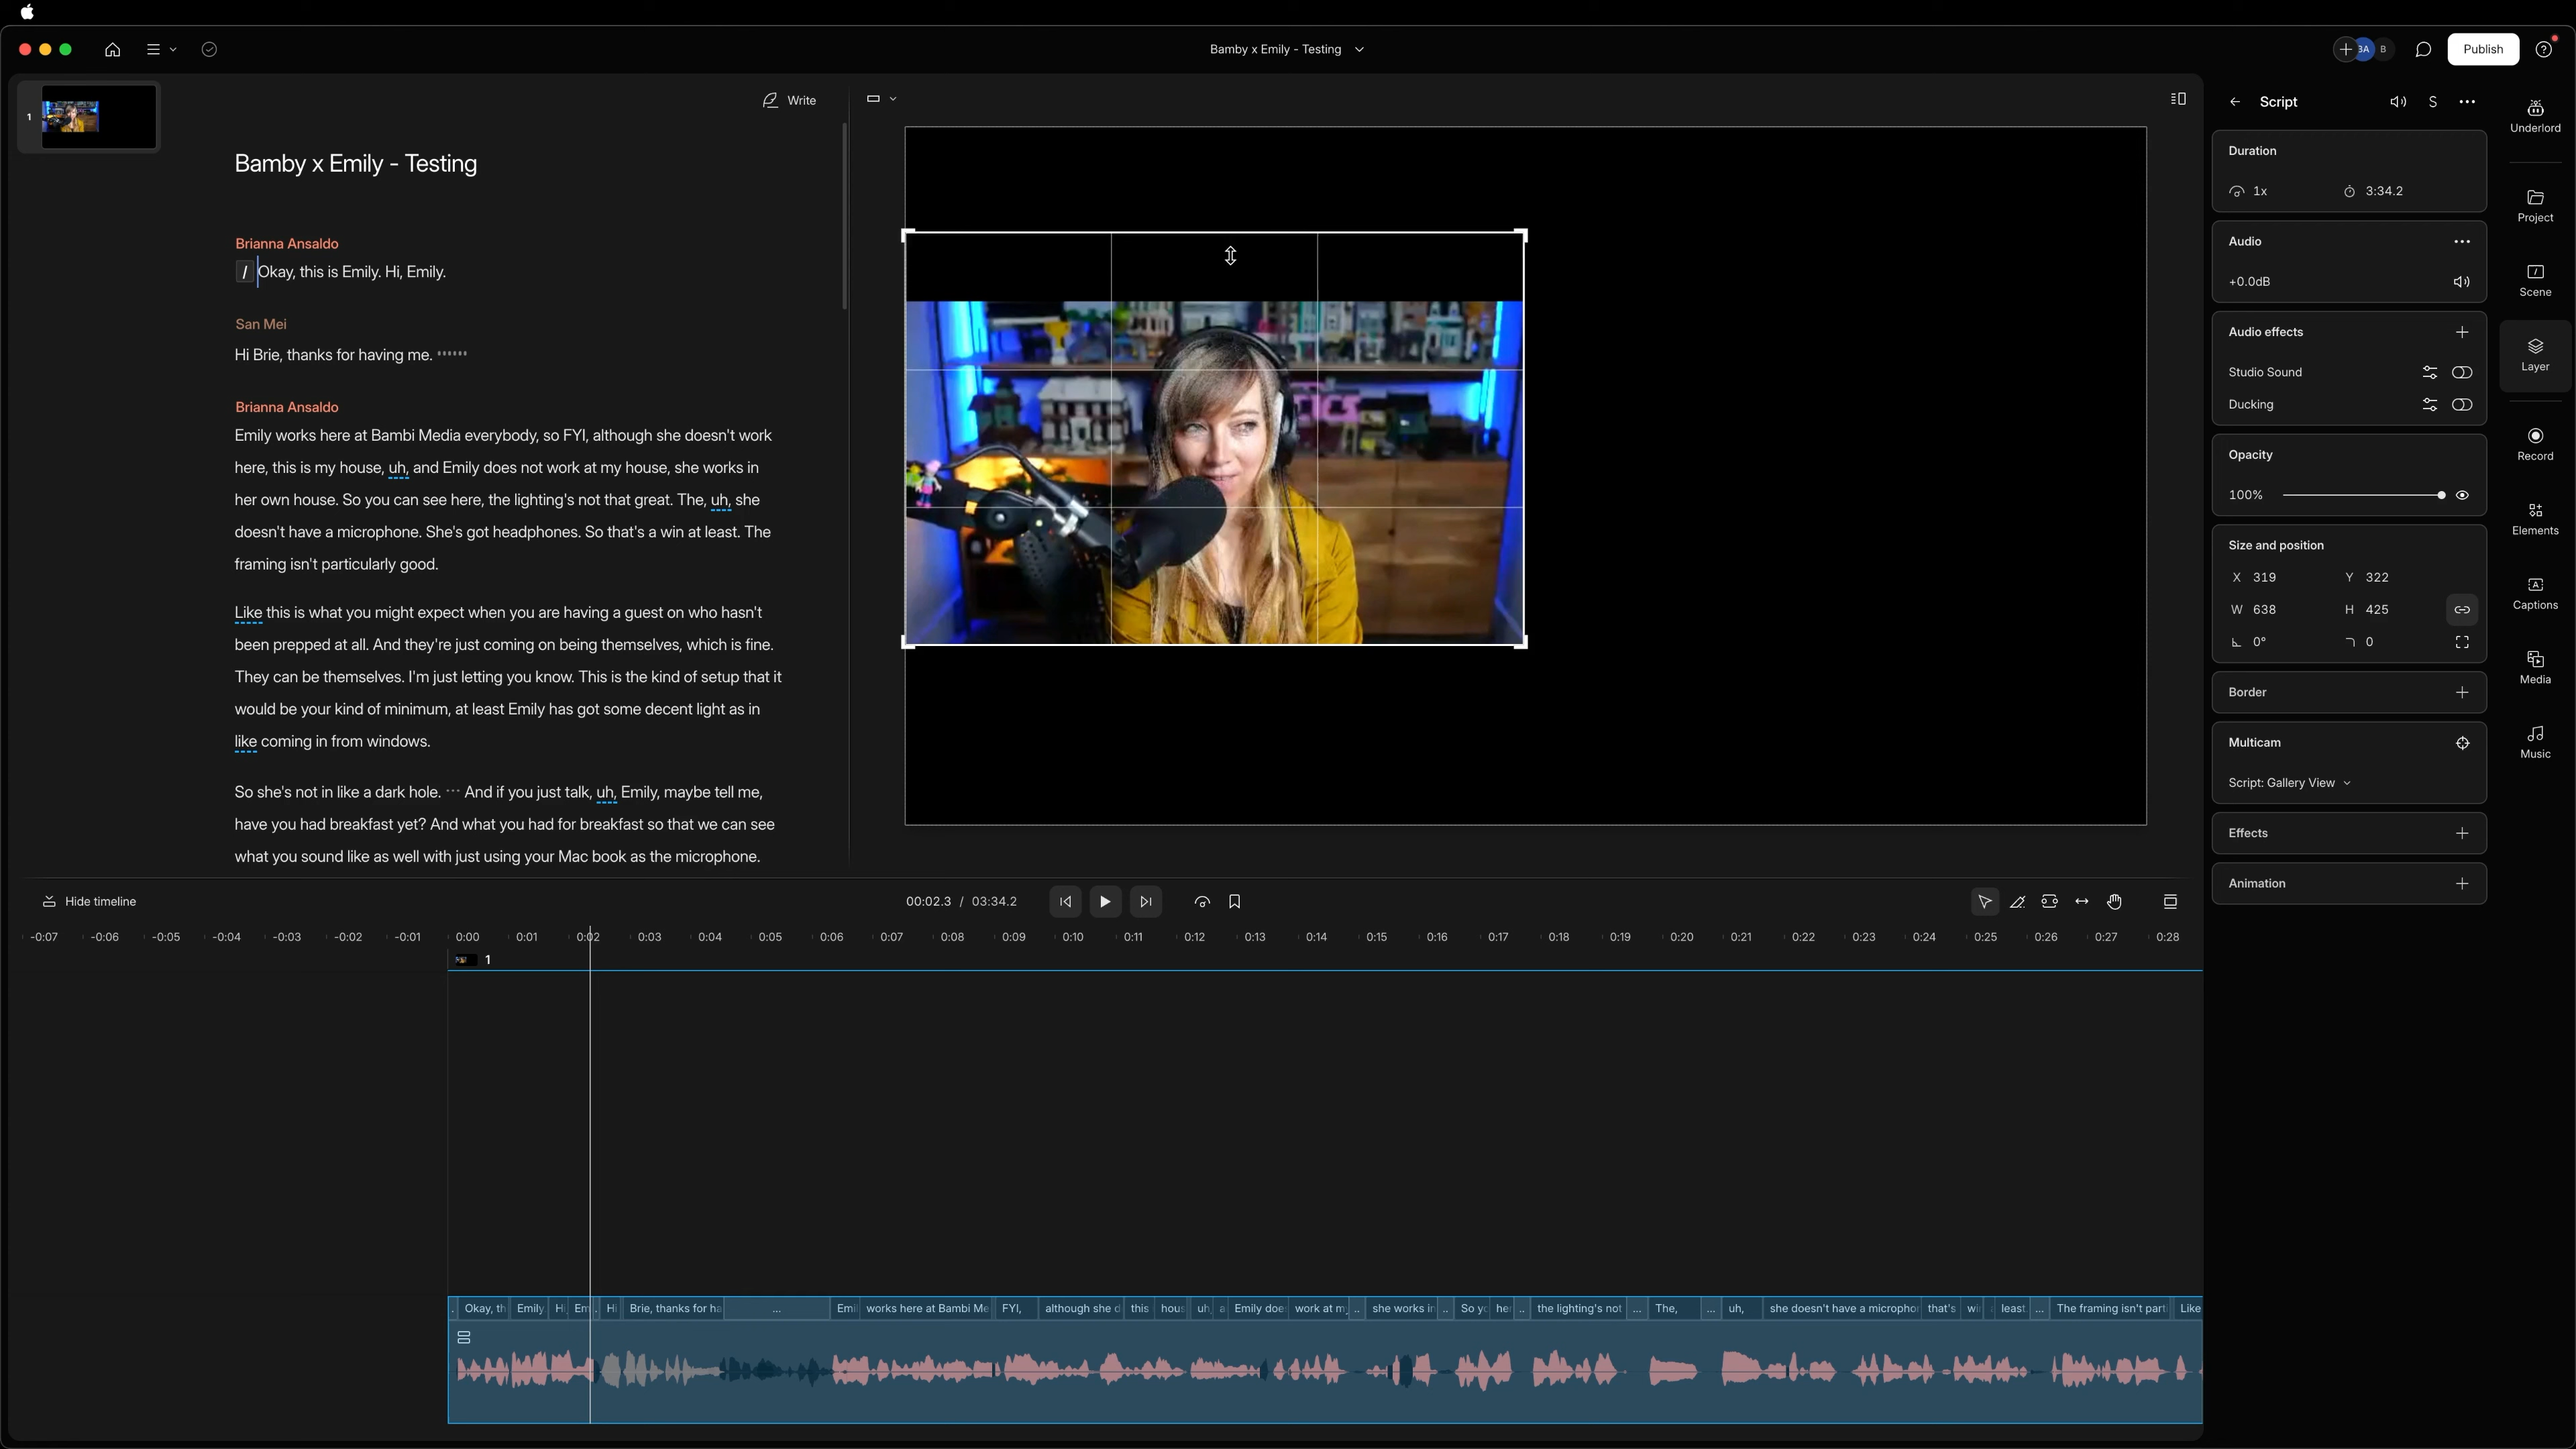 Bamby x Emily - Testing
BA
B
Publish
1
Write
Bamby x Emily - Testing
Brianna Ansaldo
/ Okay, this is Emily. Hi, Emily.
San Mei
Hi Brie, thanks for having me.
Brianna Ansaldo
Emily works here at Bambi Media everybody, so FYI, although she doesn't work
here, this is my house, uh, and Emily does not work at my house, she works in
her own house. So you can see here, the lighting's not that great. The, uh, she
doesn't have a microphone. She's got headphones. So that's a win at least. The
framing isn't particularly good.
Like this is what you might expect when you are having a guest on who hasn't
been prepped at all. And they're just coming on being themselves, which is fine.
They can be themselves. I'm just letting you know. This is the kind of setup that it
would be your kind of minimum, at least Emily has got some decent light as in
like coming in from windows.
So she's not in like a dark hole. ··· And if you just talk, uh, Emily, maybe tell me,
have you had breakfast yet? And what you had for breakfast so that we can see
what you sound like as well with just using your Mac book as the microphone.
Script
S
Duration
1x
3:34.2
Audio
+0.0dB
Audio effects
Studio Sound
Ducking
Opacity
100%
Size and position
X 319 Y 322
W 638 H 425
0° 0
Border
Multicam
Script: Gallery View
Effects
Animation
Underlord
Project
Scene
Layer
Record
Elements
Captions
Media
Music
Hide timeline
00:02.3 / 03:34.2
-0:07 -0:06 -0:05 -0:04 -0:03 -0:02 -0:01 0:00 0:01 0:02 0:03 0:04 0:05 0:06 0:07 0:08 0:09 0:10 0:11 0:12 0:13 0:14 0:15 0:16 0:17 0:18 0:19 0:20 0:21 0:22 0:23 0:24 0:25 0:26 0:27 0:28
1
. Okay, th Emily H Em . Hi Brie, thanks for ha ... Emil works here at Bambi Me FYI, although she d this hous uh, a Emily doe work at m .. she works in .. So yo her .. the lighting's not ... The, ... uh, she doesn't have a microphor that's wi least ... The framing isn't parti Like